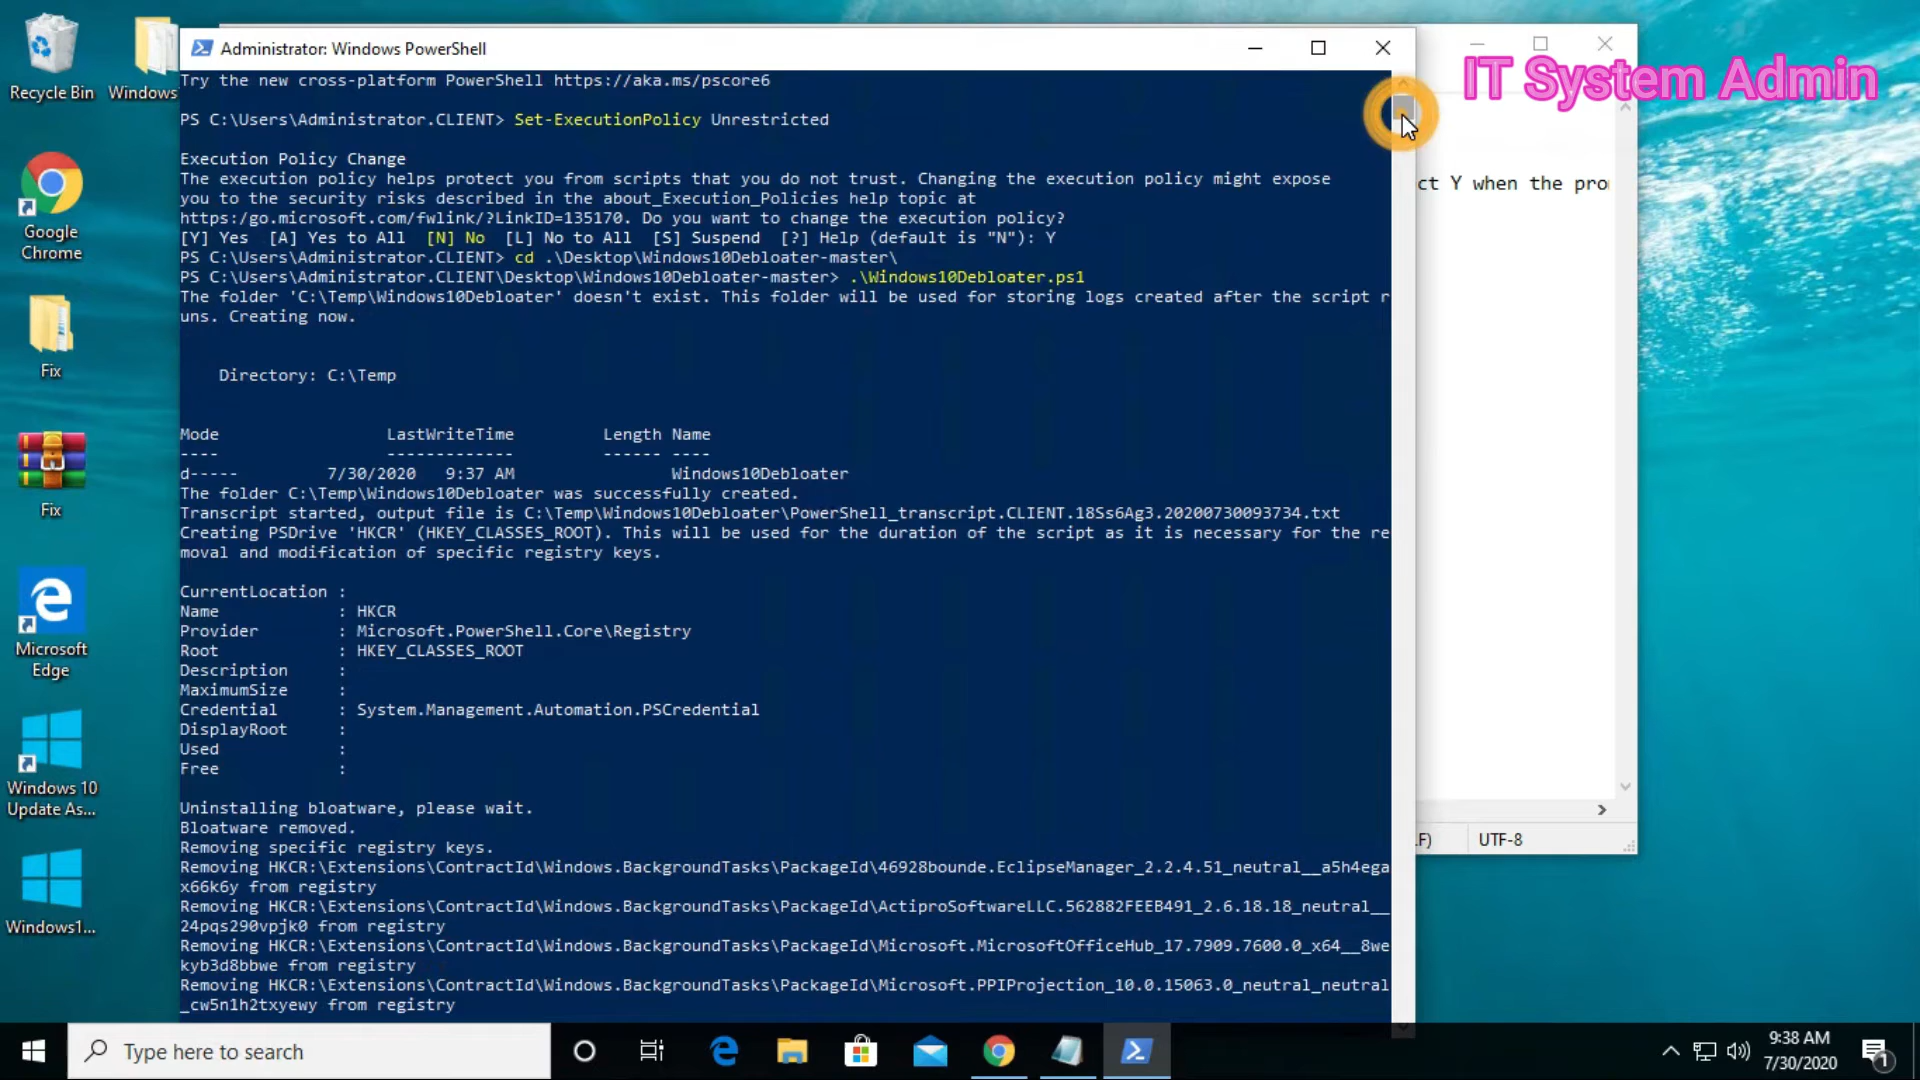 Administrator: Windows PowerShell
IT System Admin
Try the new cross-platform PowerShell https://aka.ms/pscore6
PS C:\Users\Administrator.CLIENT> Set-ExecutionPolicy Unrestricted
Execution Policy Change
The execution policy helps protect you from scripts that you do not trust. Changing the execution policy might expose
you to the security risks described in the about_Execution_Policies help topic at
https:/go.microsoft.com/fwlink/?LinkID=135170. Do you want to change the execution policy?
[Y] Yes  [A] Yes to All  [N] No  [L] No to All  [S] Suspend  [?] Help (default is "N"): Y
PS C:\Users\Administrator.CLIENT> cd .\Desktop\Windows10Debloater-master\
PS C:\Users\Administrator.CLIENT\Desktop\Windows10Debloater-master> .\Windows10Debloater.ps1
The folder 'C:\Temp\Windows10Debloater' doesn't exist. This folder will be used for storing logs created after the script r
uns. Creating now.
Directory: C:\Temp
Mode LastWriteTime Length Name
---- ------------- ------ ----
d----- 7/30/2020 9:37 AM Windows10Debloater
The folder C:\Temp\Windows10Debloater was successfully created.
Transcript started, output file is C:\Temp\Windows10Debloater\PowerShell_transcript.CLIENT.18Ss6Ag3.20200730093734.txt
Creating PSDrive 'HKCR' (HKEY_CLASSES_ROOT). This will be used for the duration of the script as it is necessary for the re
moval and modification of specific registry keys.
CurrentLocation :
Name : HKCR
Provider : Microsoft.PowerShell.Core\Registry
Root : HKEY_CLASSES_ROOT
Description :
MaximumSize :
Credential : System.Management.Automation.PSCredential
DisplayRoot :
Used :
Free :
Uninstalling bloatware, please wait.
Bloatware removed.
Removing specific registry keys.
Removing HKCR:\Extensions\ContractId\Windows.BackgroundTasks\PackageId\46928bounde.EclipseManager_2.2.4.51_neutral__a5h4ega
x66k6y from registry
Removing HKCR:\Extensions\ContractId\Windows.BackgroundTasks\PackageId\ActiproSoftwareLLC.562882FEEB491_2.6.18.18_neutral__
24pqs290vpjk0 from registry
Removing HKCR:\Extensions\ContractId\Windows.BackgroundTasks\PackageId\Microsoft.MicrosoftOfficeHub_17.7909.7600.0_x64__8we
kyb3d8bbwe from registry
Removing HKCR:\Extensions\ContractId\Windows.BackgroundTasks\PackageId\Microsoft.PPIProjection_10.0.15063.0_neutral_neutral
_cw5n1h2txyewy from registry
ct Y when the pro
F)
UTF-8
Recycle Bin
Windows
Google
Chrome
Fix
Fix
Microsoft
Edge
Windows 10
Update As...
Windows1...
Type here to search
9:38 AM
7/30/2020
1